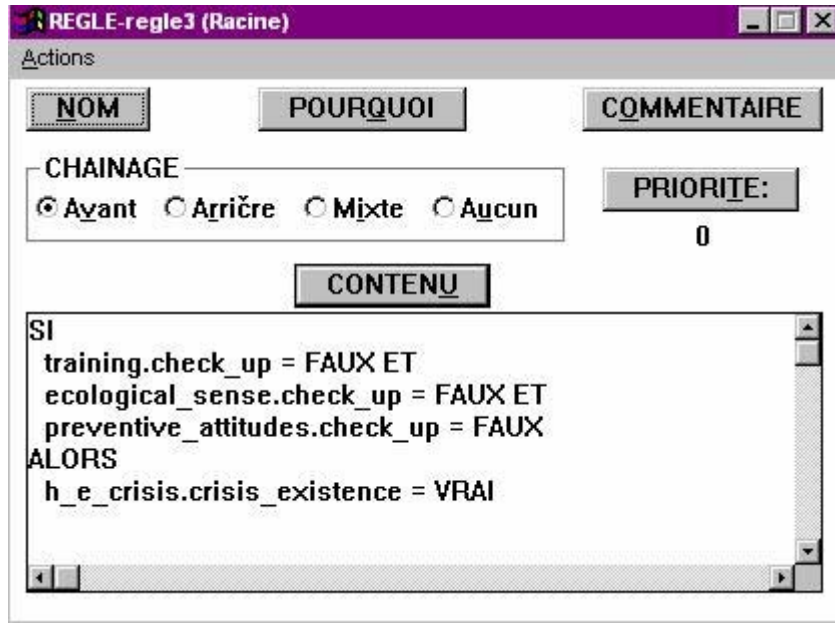 REGLE-regle3 (Racine)
Actions
NOM POURQUOI COMMENTAIRE
CHAINAGE
Avant Arričre Mixte Aucun
PRIORITE:
0
CONTENU
SI
training.check_up = FAUX ET
ecological_sense.check_up = FAUX ET
preventive_attitudes.check_up = FAUX
ALORS
h_e_crisis.crisis_existence = VRAI